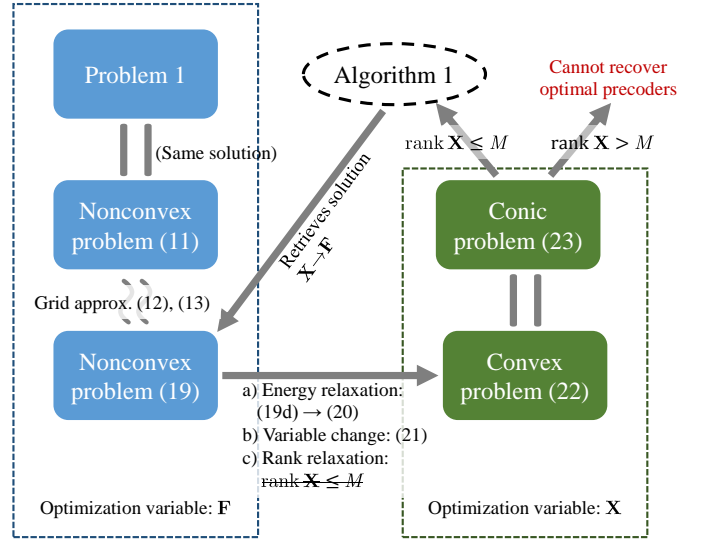 Problem 1
(Same solution)
Nonconvex
problem (11)
Grid approx. (12), (13)
Nonconvex
problem (19)
Optimization variable: F
Algorithm 1
Retrieves solution
X → F
Cannot recover
optimal precoders
rank X ≤ M
rank X > M
Conic
problem (23)
Convex
problem (22)
a) Energy relaxation:
(19d) → (20)
b) Variable change: (21)
c) Rank relaxation:
rank X ≤ M
Optimization variable: X